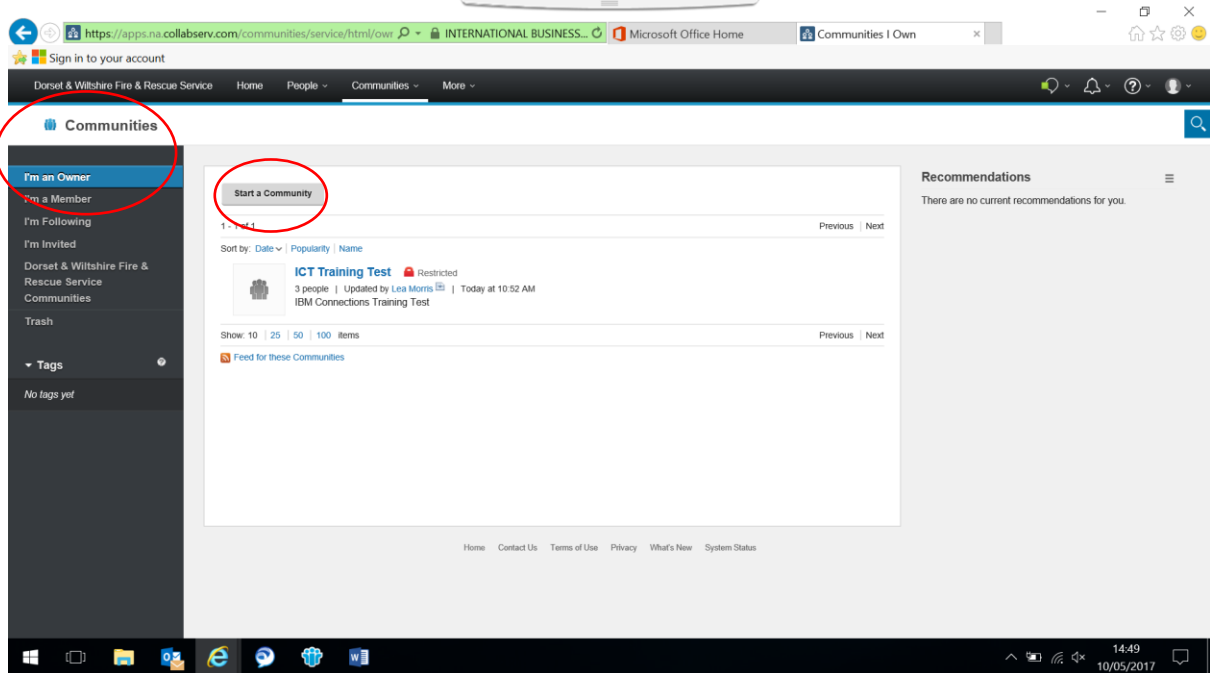 https://apps.na.collabserv.com/communities/service/html/owr
INTERNATIONAL BUSINESS...
Microsoft Office Home
Communities I Own
Sign in to your account
Dorset & Wiltshire Fire & Rescue Service Home People Communities More
Communities
I'm an Owner
I'm a Member
I'm Following
I'm Invited
Dorset & Wiltshire Fire &
Rescue Service
Communities
Trash
Tags
No tags yet
Start a Community
1 - 1 of 1 Previous | Next
Sort by: Date | Popularity | Name
ICT Training Test Restricted
3 people | Updated by Lea Morris | Today at 10:52 AM
IBM Connections Training Test
Show: 10 | 25 | 50 | 100 items Previous | Next
Feed for these Communities
Recommendations
There are no current recommendations for you.
Home Contact Us Terms of Use Privacy What's New System Status
14:49
10/05/2017